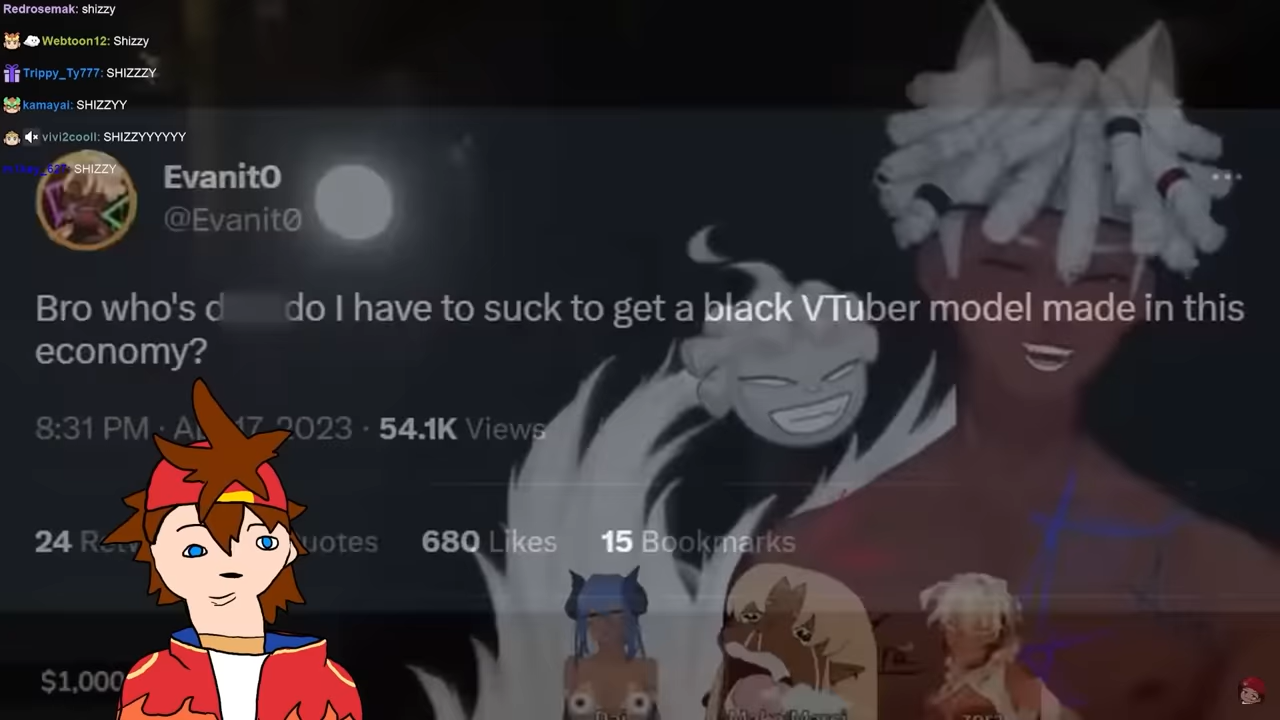 Redrosemak: shizzy
Webtoon12: Shizzy
Trippy_Ty777: SHIZZZY
kamayai: SHIZZYY
vivi2cooll: SHIZZYYYYYY
SHIZZY
Evanit0
@Evanit0
Bro who's d do I have to suck to get a black VTuber model made in this
economy?
8:31 PM · 17, 2023 · 54.1K Views
24 15 Bookmarks 680 Likes
$1,000